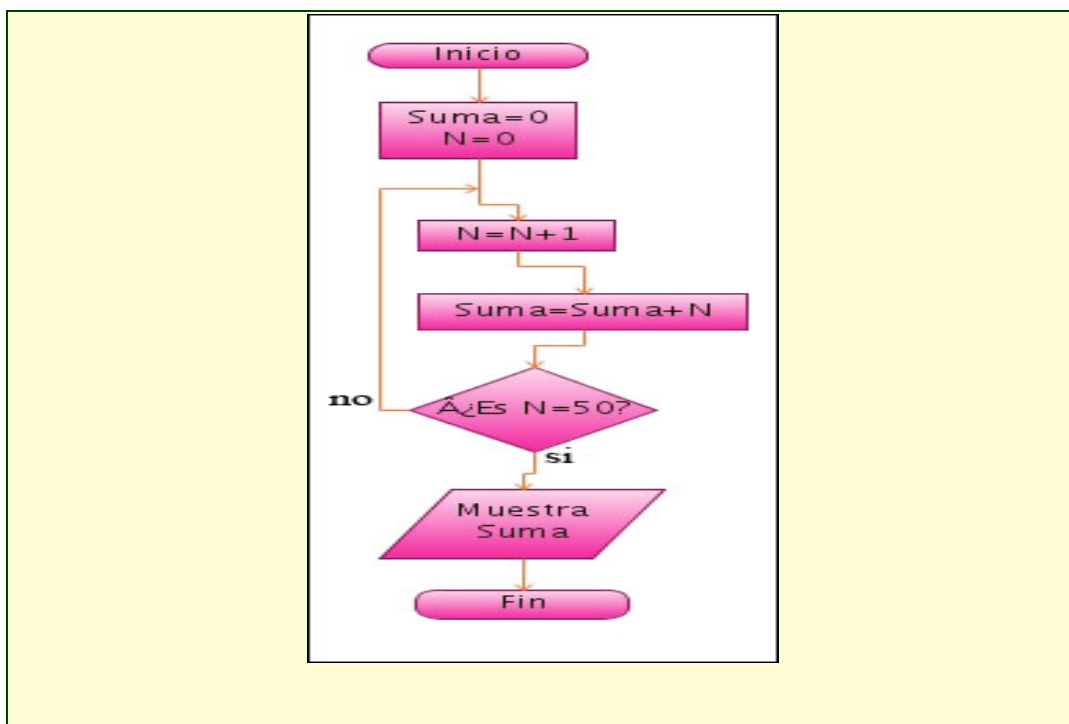 Inicio
Suma=0
N=0
N=N+1
Suma=Suma+N
no
Â¿Es N=50?
si
Muestra
Suma
Fin